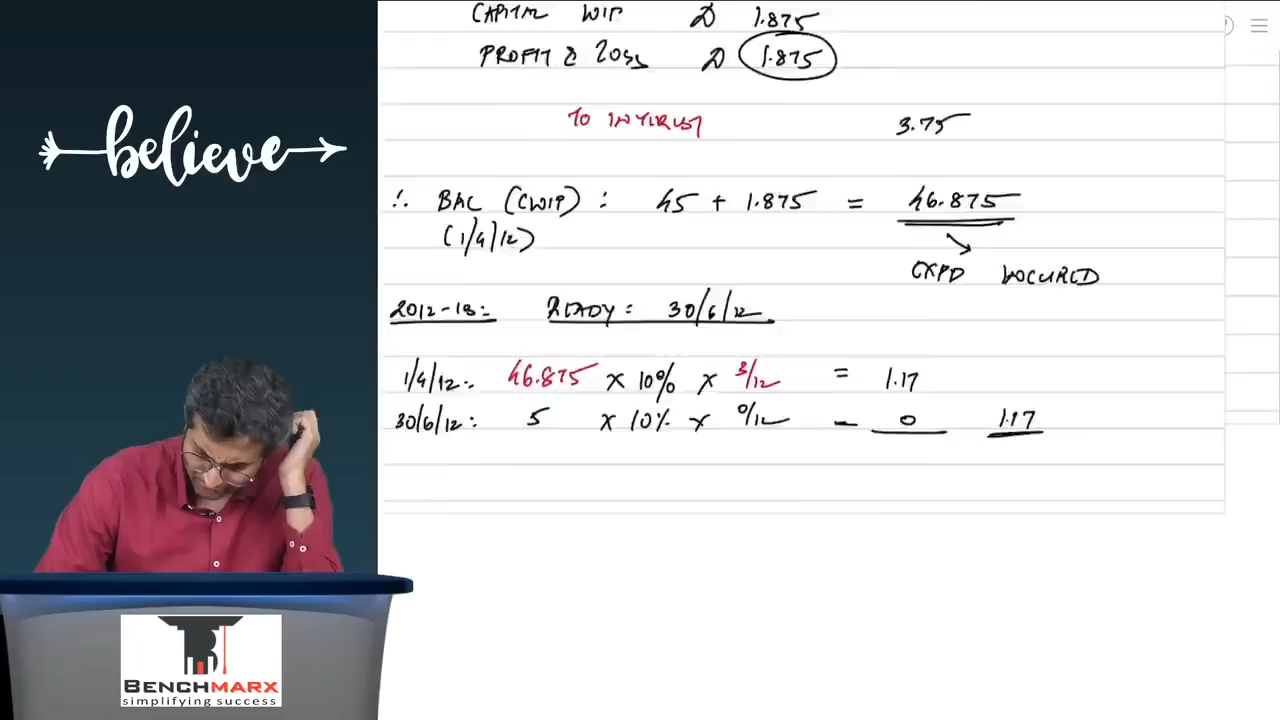 believe
CAPITAL WIP D 1.875
PROFIT & LOSS D 1.875
TO INTEREST 3.75
∴ BAL (CWIP) : 45 + 1.875 = 46.875
(1/4/12)
EXPD INCURRED
2012-13: READY: 30/6/12
1/4/12:- 46.875 x 10% x 3/12 = 1.17
30/6/12: 5 x 10% x 0/12 - 0 1.17
BENCHMARX
simplifying success